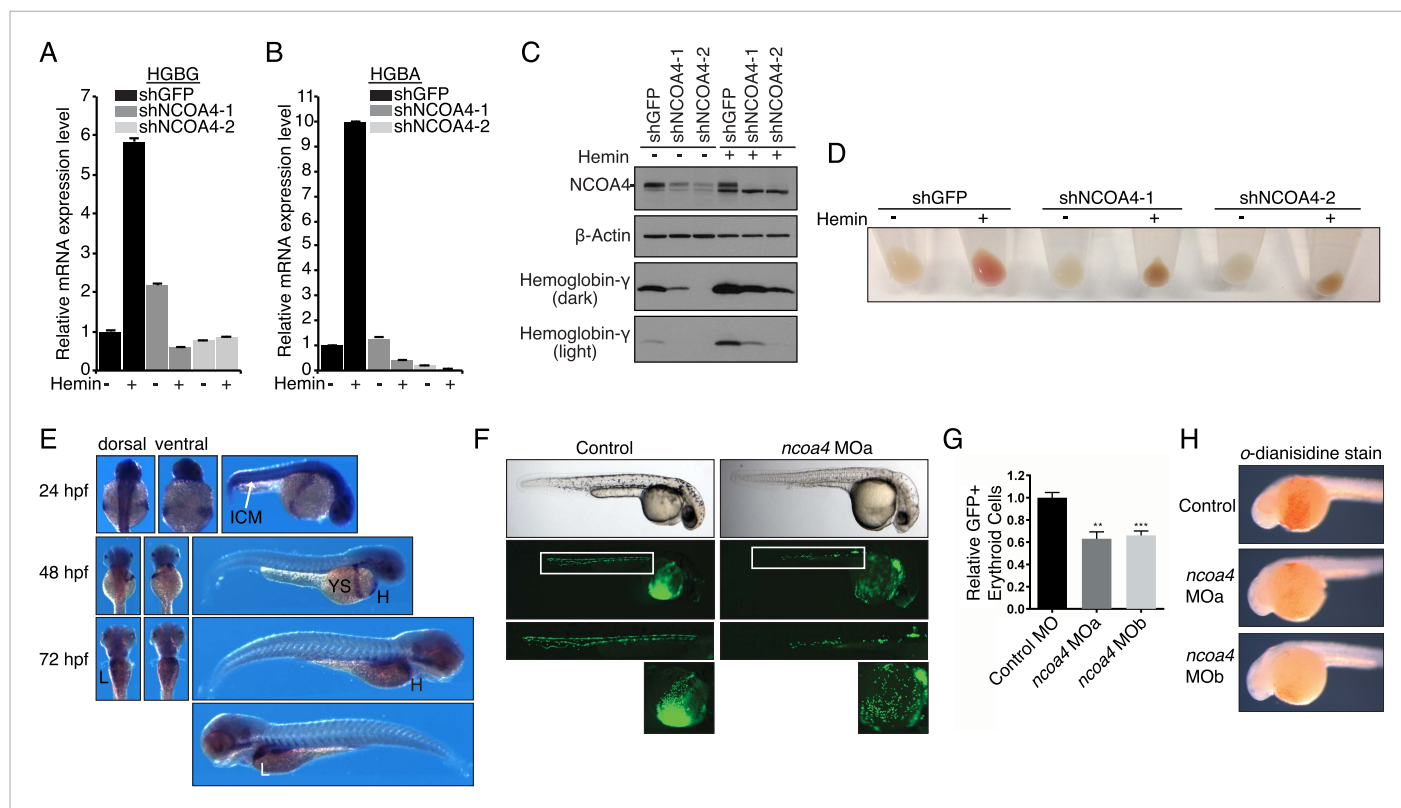 A
HGBG
shGFP
shNCOA4-1
shNCOA4-2
Relative mRNA expression level
7
6
5
4
3
2
1
0
Hemin - + - + - +
B
HGBA
shGFP
shNCOA4-1
shNCOA4-2
Relative mRNA expression level
11
10
9
8
7
6
5
4
3
2
1
0
Hemin - + - + - +
C
shGFP
shNCOA4-1
shNCOA4-2
shGFP
shNCOA4-1
shNCOA4-2
Hemin - - - + + +
NCOA4
β-Actin
Hemoglobin-γ
(dark)
Hemoglobin-γ
(light)
D
shGFP shNCOA4-1 shNCOA4-2
Hemin - + - + - +
E
dorsal ventral
24 hpf
ICM
48 hpf
YS
H
72 hpf
L
H
L
F
Control ncoa4 MOa
G
Relative GFP+
Erythroid Cells
1.2
1.0
0.8
0.6
0.4
0.2
0.0
** ***
Control MO
ncoa4 MOa
ncoa4 MOb
H
o-dianisidine stain
Control
ncoa4
MOa
ncoa4
MOb